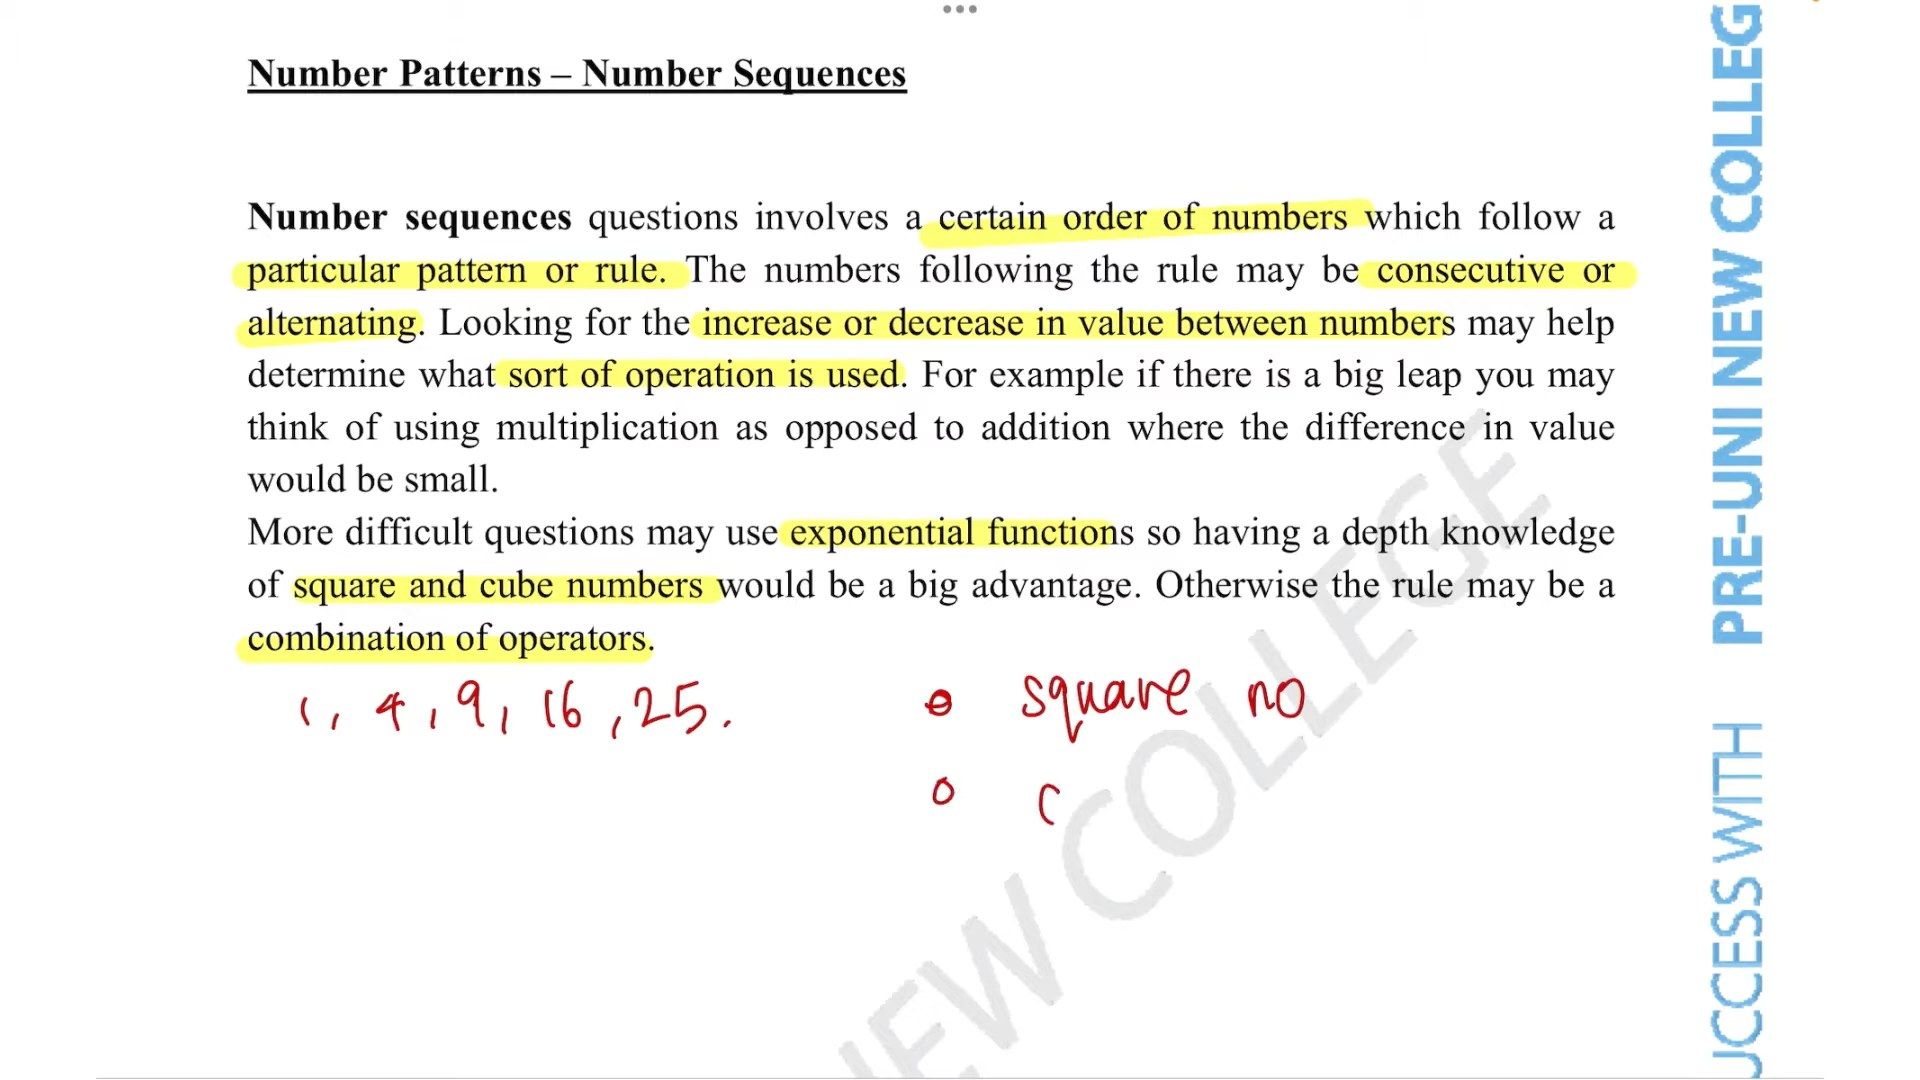 Number Patterns – Number Sequences
Number sequences questions involves a certain order of numbers which follow a
particular pattern or rule. The numbers following the rule may be consecutive or
alternating. Looking for the increase or decrease in value between numbers may help
determine what sort of operation is used. For example if there is a big leap you may
think of using multiplication as opposed to addition where the difference in value
would be small.
More difficult questions may use exponential functions so having a depth knowledge
of square and cube numbers would be a big advantage. Otherwise the rule may be a
combination of operators.
1, 4, 9, 16, 25.
square no
C
NEW COLLEGE
UCCESS WITH PRE-UNI NEW COLLEG